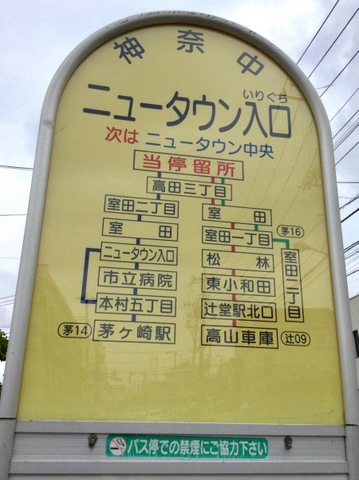 神奈中
いりぐち
ニュータウン入口
次は ニュータウン中央
当停留所
高田三丁目
室田二丁目 室田
室田 室田一丁目 茅16
ニュータウン入口 松林 室田二丁目
市立病院 東小和田
本村五丁目 辻堂駅北口
茅14 茅ヶ崎駅 高山車庫 辻09
バス停での禁煙にご協力下さい